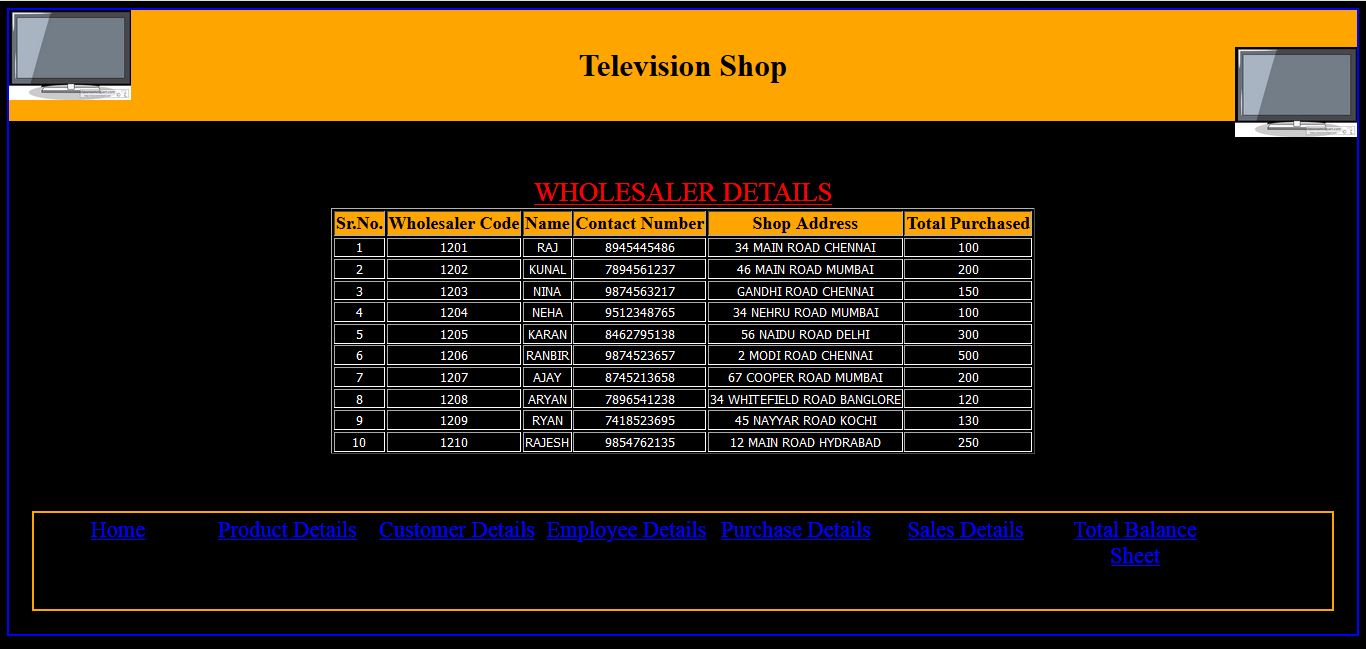 Television Shop
WHOLESALER DETAILS
Sr.No. Wholesaler Code Name Contact Number Shop Address Total Purchased
1 1201 RAJ 8945445486 34 MAIN ROAD CHENNAI 100
2 1202 KUNAL 7894561237 46 MAIN ROAD MUMBAI 200
3 1203 NINA 9874563217 GANDHI ROAD CHENNAI 150
4 1204 NEHA 9512348765 34 NEHRU ROAD MUMBAI 100
5 1205 KARAN 8462795138 56 NAIDU ROAD DELHI 300
6 1206 RANBIR 9874523657 2 MODI ROAD CHENNAI 500
7 1207 AJAY 8745213658 67 COOPER ROAD MUMBAI 200
8 1208 ARYAN 7896541238 34 WHITEFIELD ROAD BANGLORE 120
9 1209 RYAN 7418523695 45 NAYYAR ROAD KOCHI 130
10 1210 RAJESH 9854762135 12 MAIN ROAD HYDRABAD 250
Home Product Details Customer Details Employee Details Purchase Details Sales Details Total Balance
Sheet